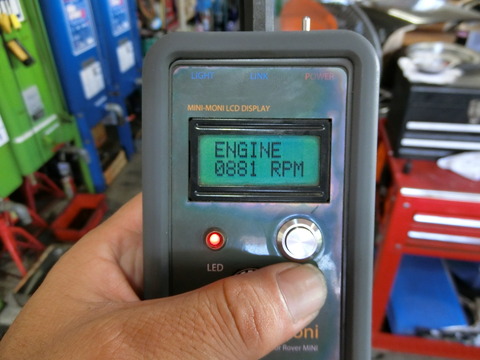 LIGHT LINK POWER
MINI-MONI LCD DISPLAY
ENGINE
0881 RPM
LED
oni
Rover MINI